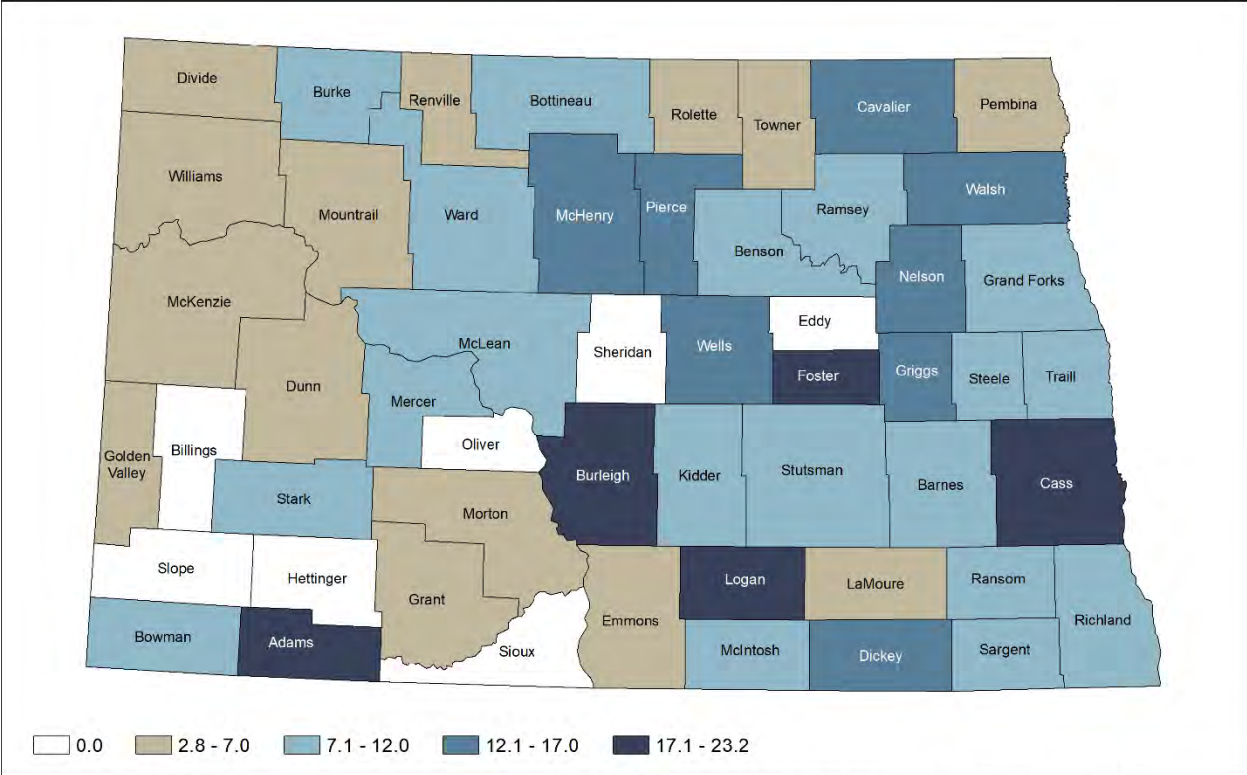 Divide
Burke
Renville
Bottineau
Rolette
Towner
Cavalier
Pembina
Williams
Mountrail
Ward
McHenry
Pierce
Benson
Ramsey
Walsh
Nelson
Grand Forks
McKenzie
Dunn
McLean
Mercer
Sheridan
Wells
Eddy
Foster
Griggs
Steele
Traill
Golden
Valley
Billings
Oliver
Stark
Morton
Burleigh
Kidder
Stutsman
Barnes
Cass
Slope
Hettinger
Grant
Emmons
Logan
LaMoure
Ransom
Richland
Bowman
Adams
Sioux
McIntosh
Dickey
Sargent
0.0 2.8 - 7.0 7.1 - 12.0 12.1 - 17.0 17.1 - 23.2